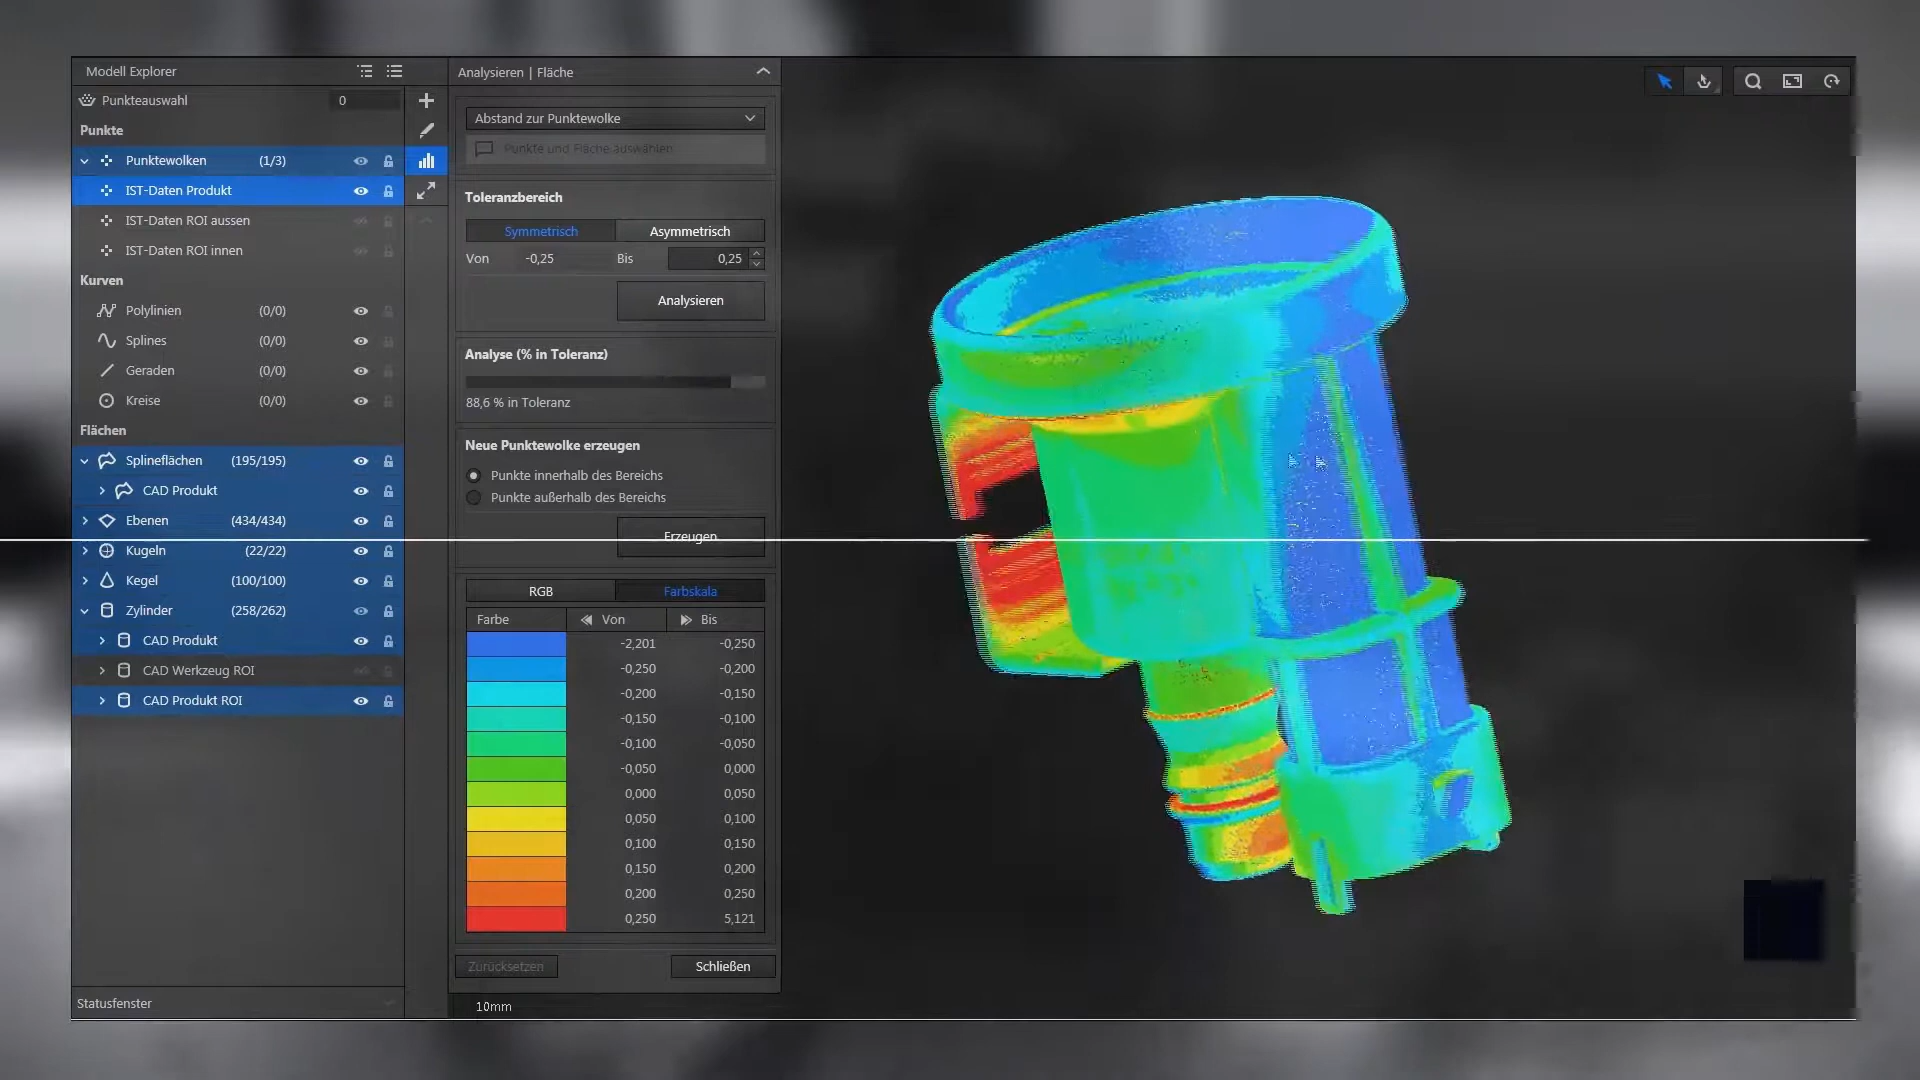 Modell Explorer
Punkteauswahl 0
Punkte
Punktewolken (1/3)
IST-Daten Produkt
IST-Daten ROI aussen
IST-Daten ROI innen
Kurven
Polylinien (0/0)
Splines (0/0)
Geraden (0/0)
Kreise (0/0)
Flächen
Splineflächen (195/195)
CAD Produkt
Ebenen (434/434)
Kugeln (22/22)
Kegel (100/100)
Zylinder (258/262)
CAD Produkt
CAD Werkzeug ROI
CAD Produkt ROI
Statusfenster
Analysieren | Fläche
Abstand zur Punktewolke
Punkte und Fläche auswählen
Toleranzbereich
Symmetrisch Asymmetrisch
Von -0,25 Bis 0,25
Analysieren
Analyse (% in Toleranz)
88,6 % in Toleranz
Neue Punktewolke erzeugen
Punkte innerhalb des Bereichs
Punkte außerhalb des Bereichs
Erzeugen
RGB Farbskala
Farbe Von Bis
-2,201 -0,250
-0,250 -0,200
-0,200 -0,150
-0,150 -0,100
-0,100 -0,050
-0,050 0,000
0,000 0,050
0,050 0,100
0,100 0,150
0,150 0,200
0,200 0,250
0,250 5,121
Zurücksetzen Schließen
10mm